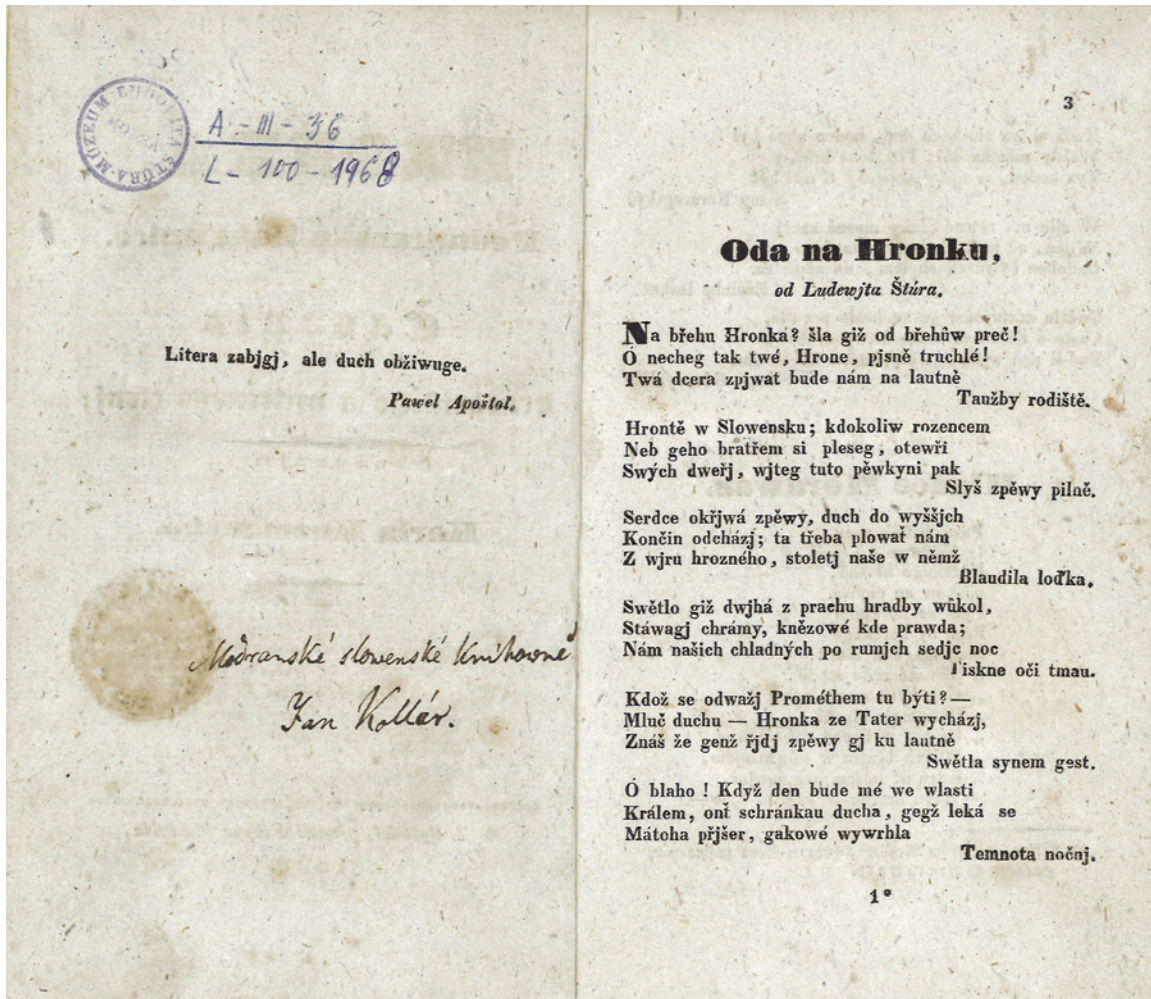 MÚZEUM ĽUDOVÍTA ŠTÚRA
MODRA
A - III - 36
L - 100 - 1968
Litera zabjgj, ale duch obžiwuge.
Pawel Apoštol.
Modranské slowenské knihowně
Jan Kollár.
3
Oda na Hronku,
od Ludewjta Štúra.
Na břehu Hronka? šla giž od břehůw preč!
Ó necheg tak twé, Hrone, pjsně truchlé!
Twá dcera zpjwat bude nám na lautně
Taužby rodiště.
Hrontě w Slowensku; kdokoliw rozencem
Neb geho bratřem si pleseg, otewři
Swých dweřj, wjteg tuto pěwkyni pak
Slyš zpěwy pilně.
Serdce okřjwá zpěwy, duch do wyššjch
Končin odcházj; ta třeba plowať nám
Z wjru hrozného, stoletj naše w němž
Blaudila loďka.
Swětlo giž dwjhá z prachu hradby wůkol,
Stáwagj chrámy, knězowé kde prawda;
Nám našich chladných po rumjch sedjc noc
Tiskne oči tmau.
Kdož se odwažj Prométhem tu býti? —
Mluč duchu — Hronka ze Tater wycházj,
Znáš že genž řjdj zpěwy gj ku lautně
Swětla synem gest.
Ó blaho ! Když den bude mé we wlasti
Králem, onť schránkau ducha, gegž leká se
Mátoha přjšer, gakowé wywrhla
Temnota nočnj.
1*